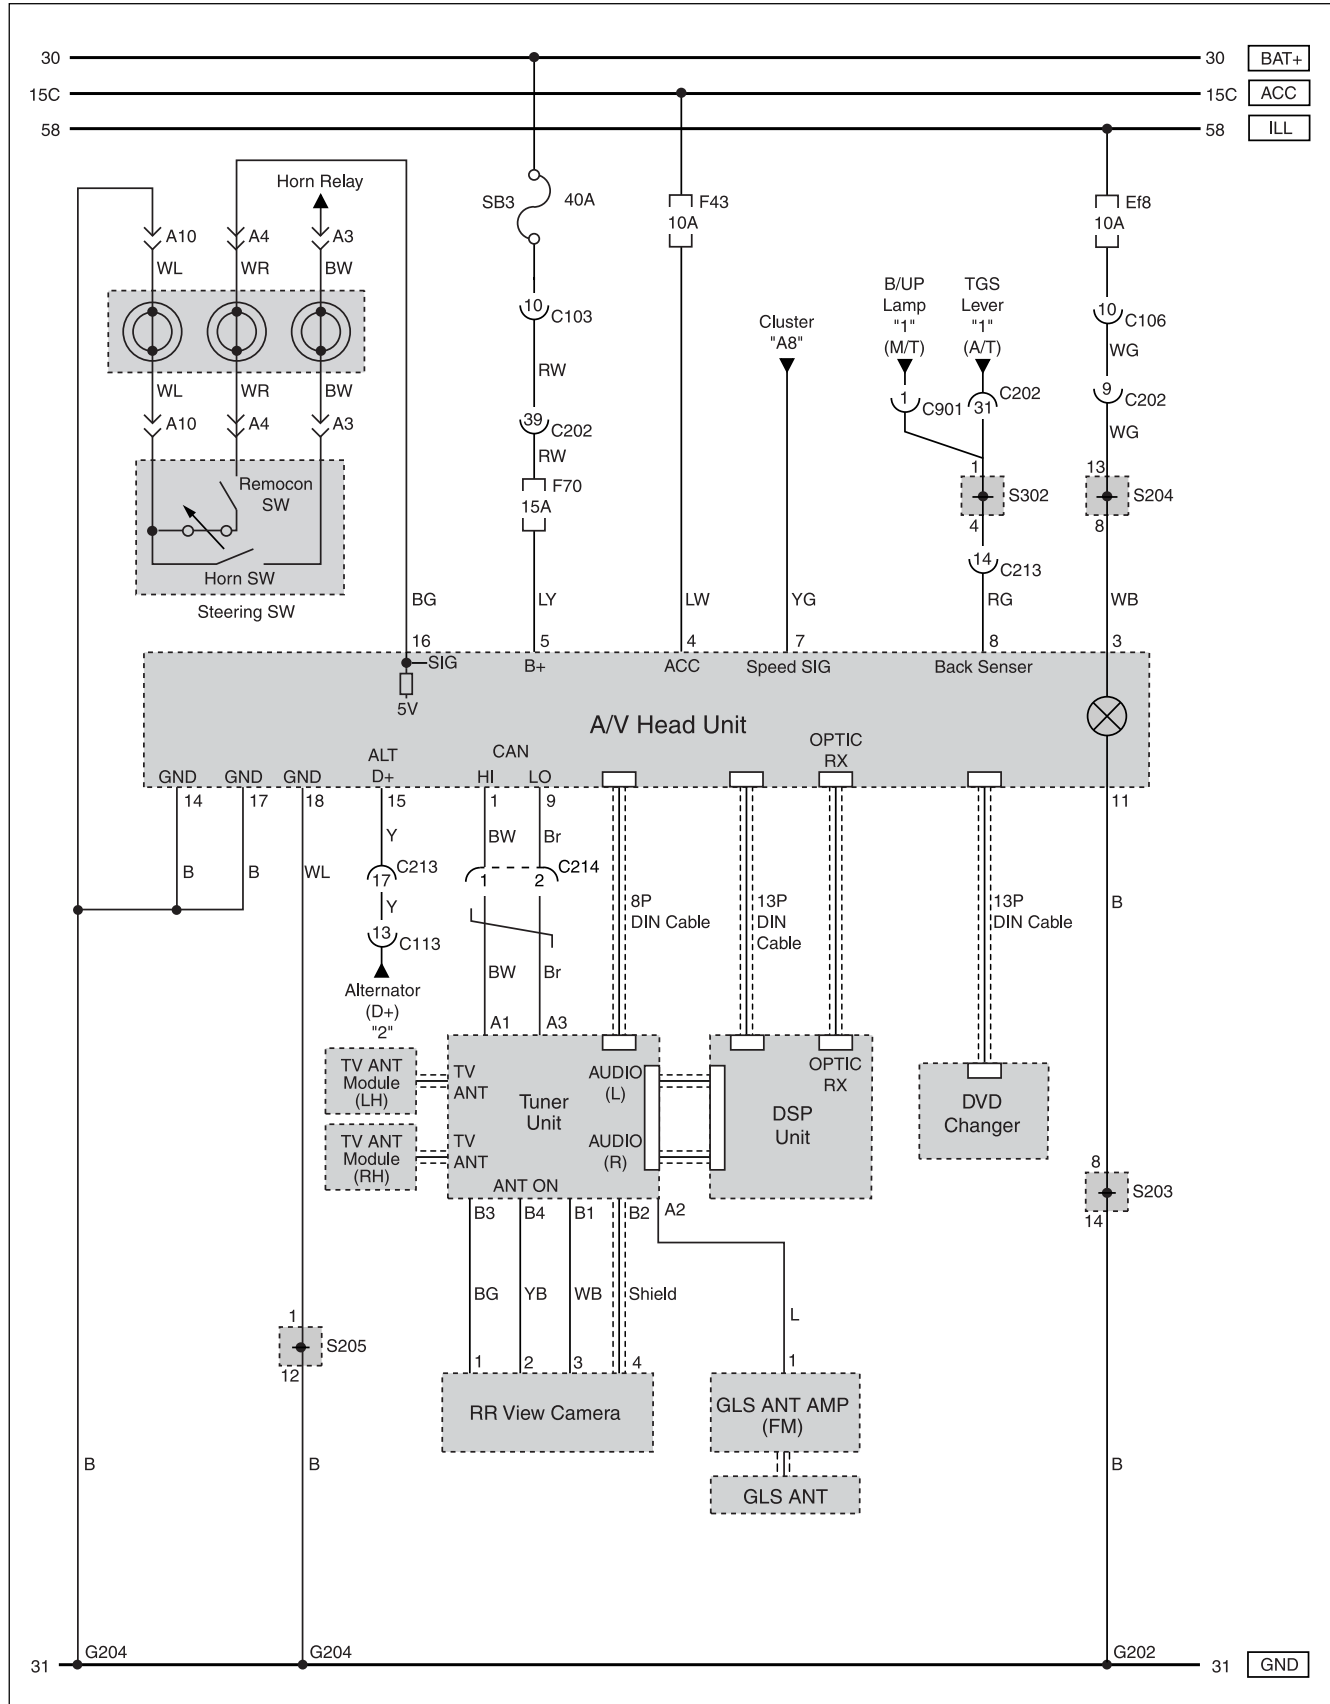 30
30
BAT+
15C
15C
ACC
58
58
ILL
Horn Relay
SB3
40A
F43
10A
Ef8
10A
A10
A4
A3
WL
WR
BW
B/UP
Lamp
"1"
(M/T)
TGS
Lever
"1"
(A/T)
10
C103
Cluster
"A8"
10
C106
RW
WG
WL
WR
BW
1
C901
31
C202
9
C202
A10
A4
A3
39
C202
WG
RW
1
13
Remocon
SW
F70
15A
S302
S204
4
8
14
C213
Horn SW
Steering SW
BG
LY
LW
YG
RG
WB
16
5
4
7
8
3
SIG
B+
ACC
Speed SIG
Back Senser
5V
A/V Head Unit
ALT
D+
CAN
HI
LO
OPTIC
RX
GND
GND
GND
14
17
18
15
1
9
11
Y
BW
Br
B
B
WL
C213
17
1
2
C214
Y
8P
DIN Cable
13P
DIN
Cable
13P
DIN Cable
B
13
C113
BW
Br
Alternator
(D+)
"2"
A1
A3
TV ANT
Module
(LH)
TV
ANT
AUDIO
(L)
OPTIC
RX
Tuner
Unit
DSP
Unit
DVD
Changer
TV ANT
Module
(RH)
TV
ANT
AUDIO
(R)
ANT ON
8
S203
14
B3
B4
B1
B2
A2
BG
YB
WB
Shield
L
1
S205
12
1
2
3
4
1
RR View Camera
GLS ANT AMP
(FM)
B
B
B
GLS ANT
G204
G204
G202
31
31
GND